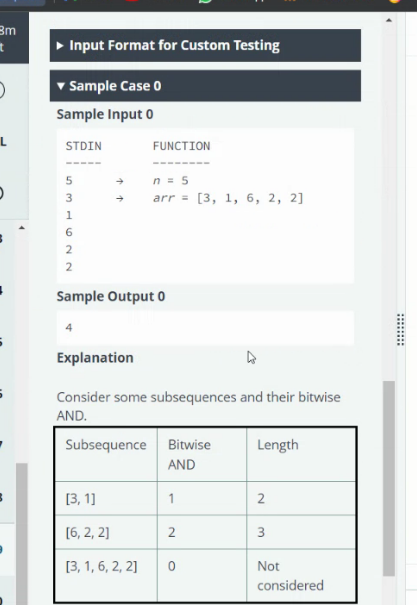 8m
t
▶ Input Format for Custom Testing
▼ Sample Case 0
Sample Input 0
L
STDIN FUNCTION
----- --------
5 → n = 5
3 → arr = [3, 1, 6, 2, 2]
1
6
2
2
Sample Output 0
4
Explanation
Consider some subsequences and their bitwise
AND.
Subsequence Bitwise AND Length
[3, 1] 1 2
[6, 2, 2] 2 3
[3, 1, 6, 2, 2] 0 Not considered